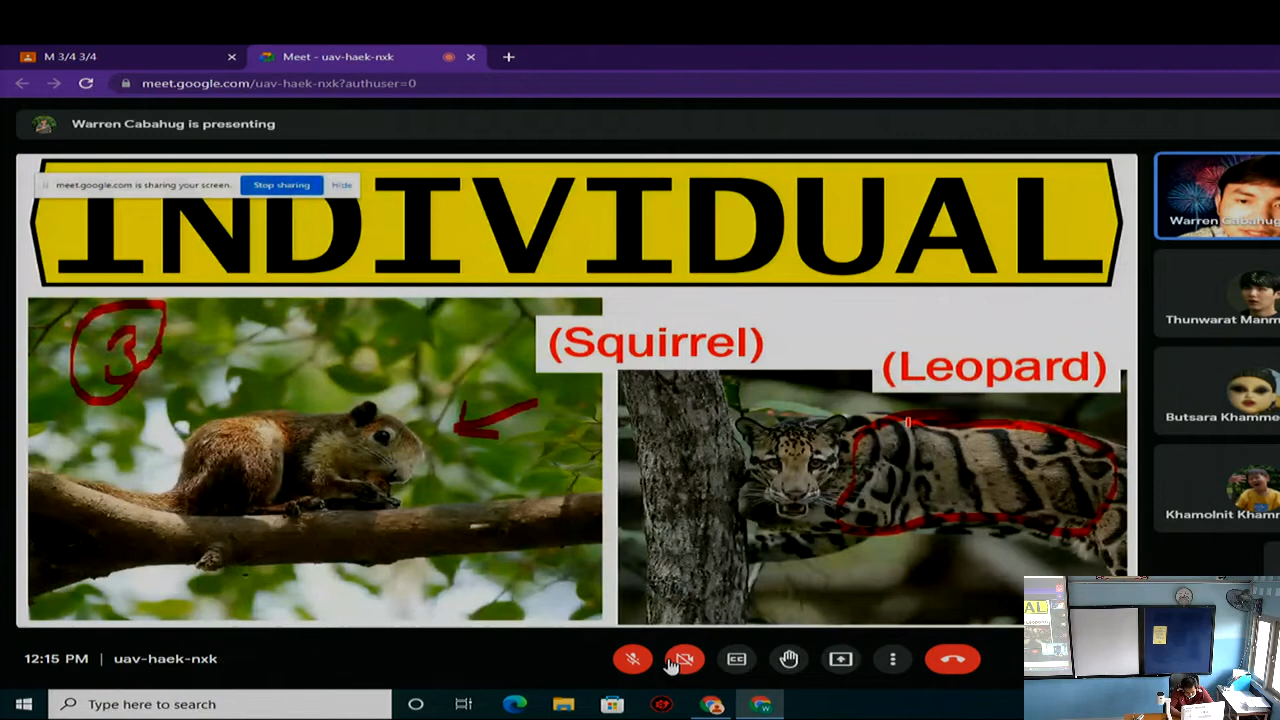 M 3/4 3/4
Meet - uav-haek-nxk
meet.google.com/uav-haek-nxk?authuser=0
Warren Cabahug is presenting
meet.google.com is sharing your screen.
Stop sharing
Hide
INDIVIDUAL
3
(Squirrel)
(Leopard)
Warren Cabahug
Thunwarat Manm
Butsara Khamme
Khamolnit Kham
12:15 PM | uav-haek-nxk
CC
Type here to search